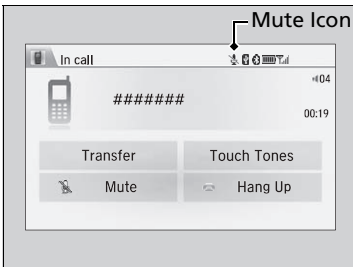 Mute Icon
In call
04
#######
00:19
Transfer
Touch Tones
Mute
Hang Up